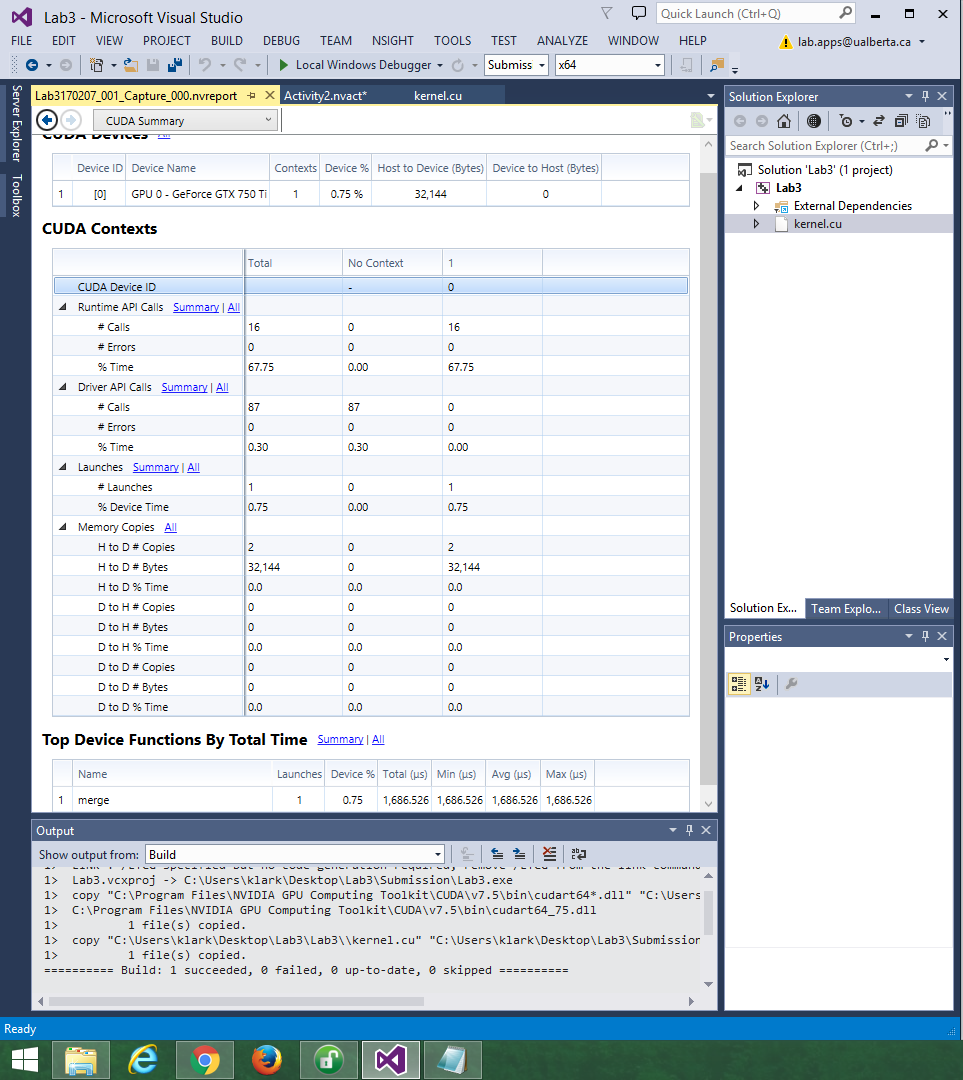 Lab3 - Microsoft Visual Studio
Quick Launch (Ctrl+Q)
FILE EDIT VIEW PROJECT BUILD DEBUG TEAM NSIGHT TOOLS TEST ANALYZE WINDOW HELP
lab.apps@ualberta.ca
Local Windows Debugger
Submiss
x64
Server Explorer
Toolbox
Lab3170207_001_Capture_000.nvreport
Activity2.nvact*
kernel.cu
CUDA Summary
CUDA Devices All
Device ID Device Name Contexts Device % Host to Device (Bytes) Device to Host (Bytes)
1 [0] GPU 0 - GeForce GTX 750 Ti 1 0.75 % 32,144 0
CUDA Contexts
Total No Context 1
CUDA Device ID - 0
Runtime API Calls Summary | All
# Calls 16 0 16
# Errors 0 0 0
% Time 67.75 0.00 67.75
Driver API Calls Summary | All
# Calls 87 87 0
# Errors 0 0 0
% Time 0.30 0.30 0.00
Launches Summary | All
# Launches 1 0 1
% Device Time 0.75 0.00 0.75
Memory Copies All
H to D # Copies 2 0 2
H to D # Bytes 32,144 0 32,144
H to D % Time 0.0 0.0 0.0
D to H # Copies 0 0 0
D to H # Bytes 0 0 0
D to H % Time 0.0 0.0 0.0
D to D # Copies 0 0 0
D to D # Bytes 0 0 0
D to D % Time 0.0 0.0 0.0
Top Device Functions By Total Time Summary | All
Name Launches Device % Total (µs) Min (µs) Avg (µs) Max (µs)
1 merge 1 0.75 1,686.526 1,686.526 1,686.526 1,686.526
Solution Explorer
Search Solution Explorer (Ctrl+;)
Solution 'Lab3' (1 project)
Lab3
External Dependencies
kernel.cu
Solution Ex...
Team Explo...
Class View
Properties
Output
Show output from: Build
1> Lab3.vcxproj -> C:\Users\klark\Desktop\Lab3\Submission\Lab3.exe
1> copy "C:\Program Files\NVIDIA GPU Computing Toolkit\CUDA\v7.5\bin\cudart64*.dll" "C:\Users
1> C:\Program Files\NVIDIA GPU Computing Toolkit\CUDA\v7.5\bin\cudart64_75.dll
1> 1 file(s) copied.
1> copy "C:\Users\klark\Desktop\Lab3\Lab3\\kernel.cu" "C:\Users\klark\Desktop\Lab3\Submission
1> 1 file(s) copied.
========== Build: 1 succeeded, 0 failed, 0 up-to-date, 0 skipped ==========
Ready